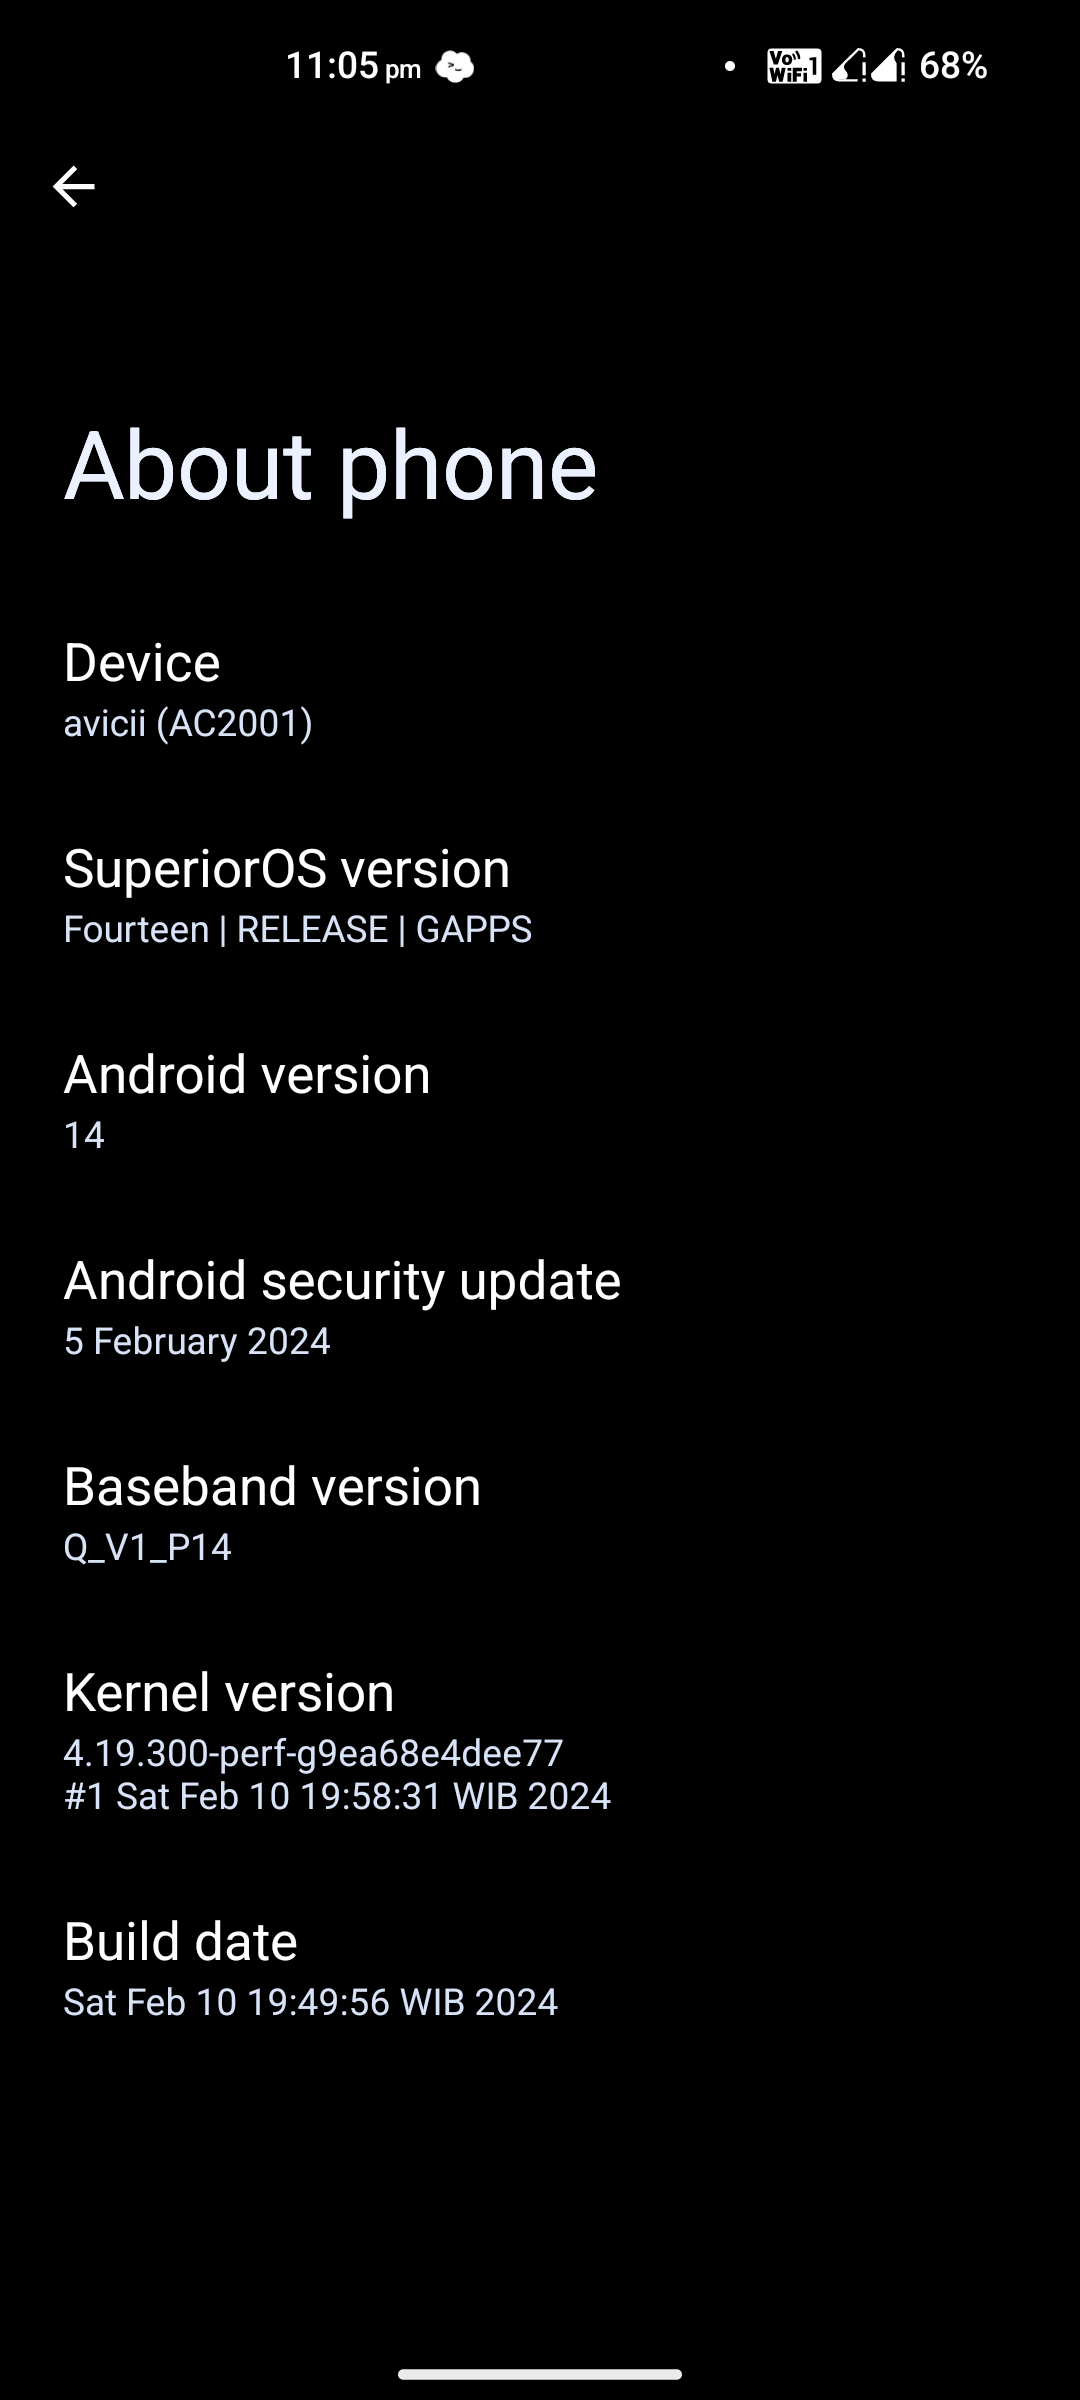 11:05 pm
Vo WiFi 1
68%
About phone
Device
avicii (AC2001)
SuperiorOS version
Fourteen | RELEASE | GAPPS
Android version
14
Android security update
5 February 2024
Baseband version
Q_V1_P14
Kernel version
4.19.300-perf-g9ea68e4dee77
#1 Sat Feb 10 19:58:31 WIB 2024
Build date
Sat Feb 10 19:49:56 WIB 2024